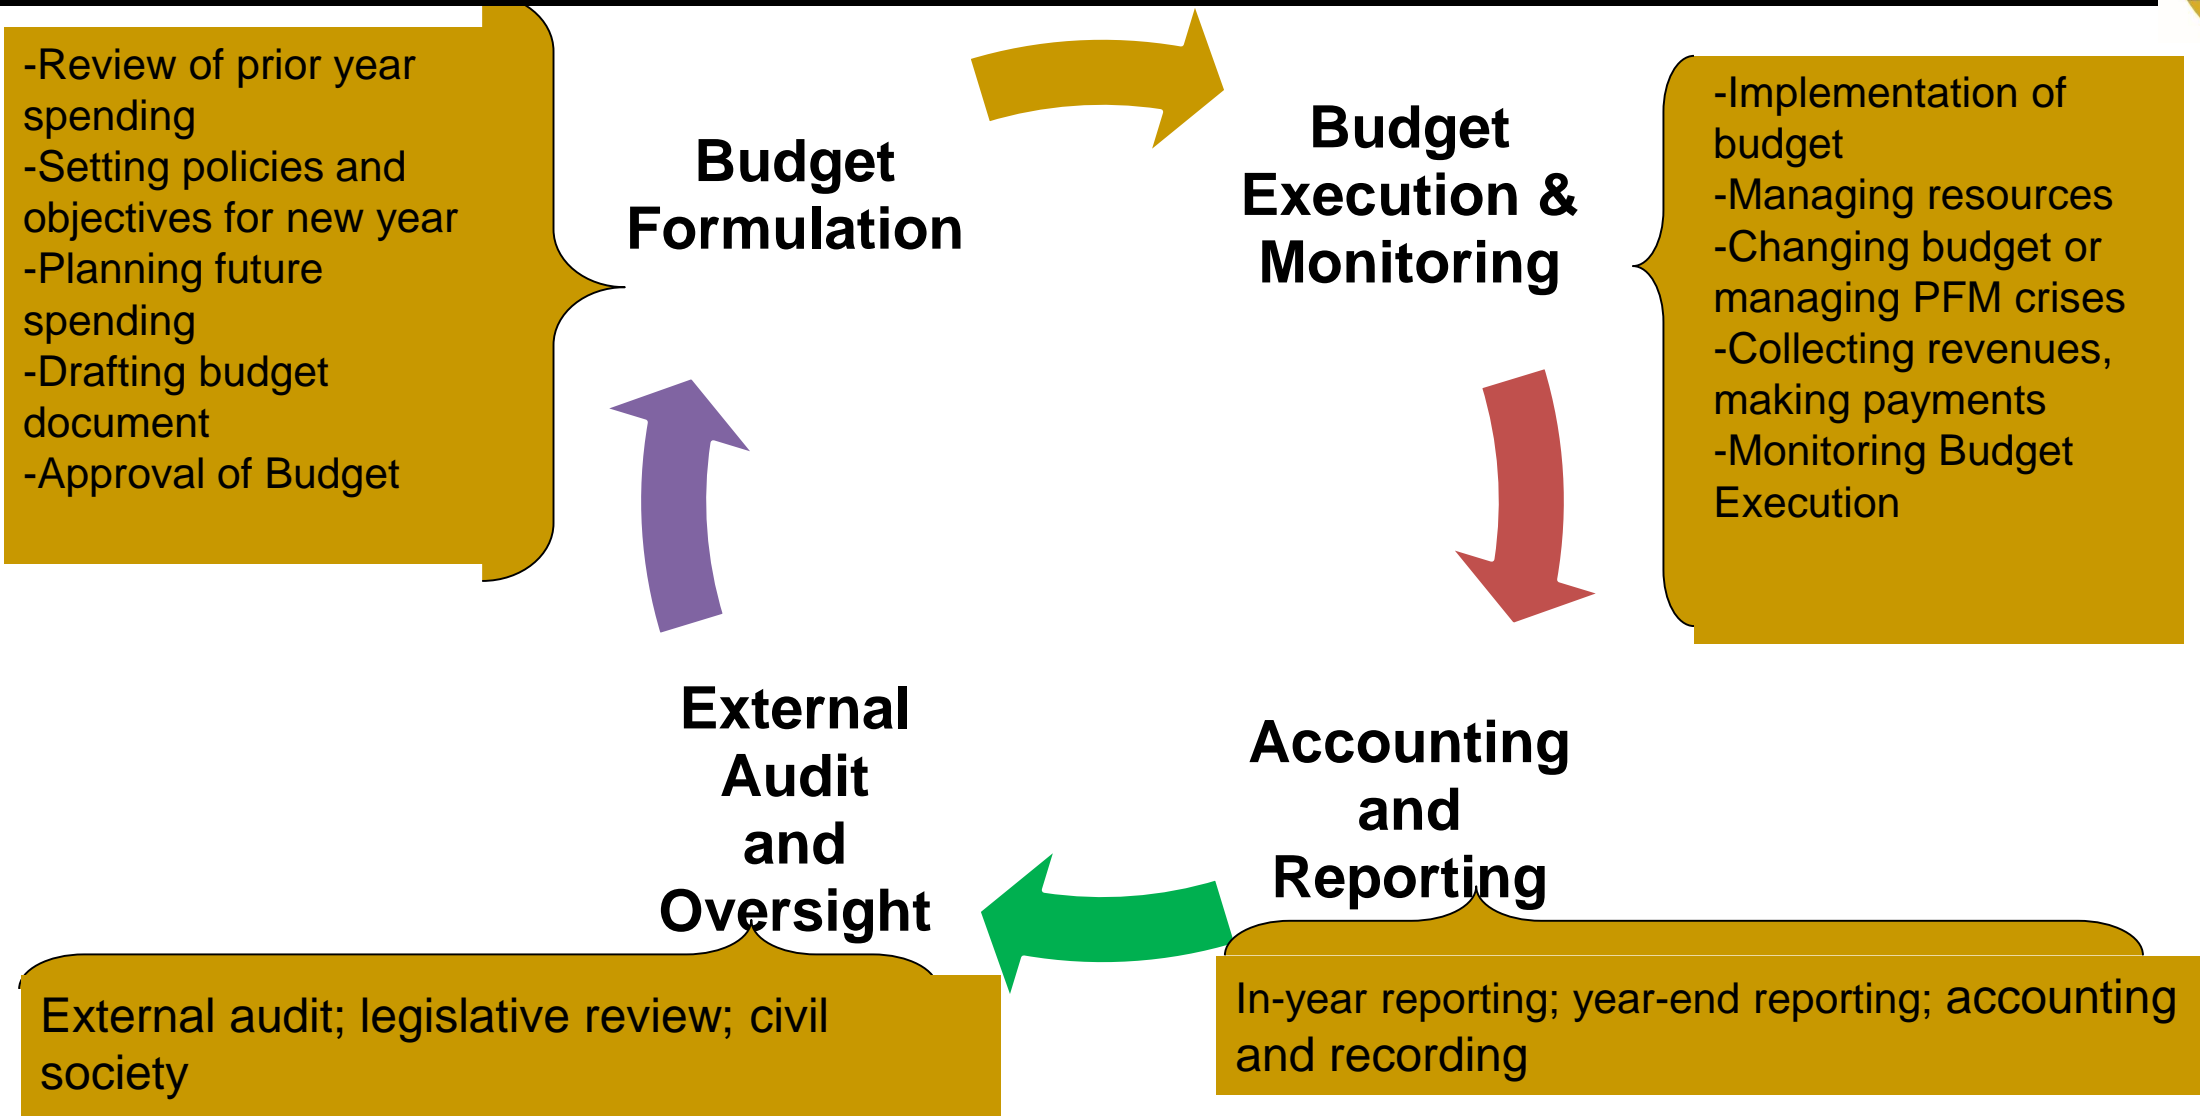 -Review of prior year
spending
-Setting policies and
objectives for new year
-Planning future
spending
-Drafting budget
document
-Approval of Budget
Budget
Formulation
Budget
Execution &
Monitoring
-Implementation of
budget
-Managing resources
-Changing budget or
managing PFM crises
-Collecting revenues,
making payments
-Monitoring Budget
Execution
External
Audit
and
Oversight
Accounting
and
Reporting
External audit; legislative review; civil
society
In-year reporting; year-end reporting; accounting
and recording